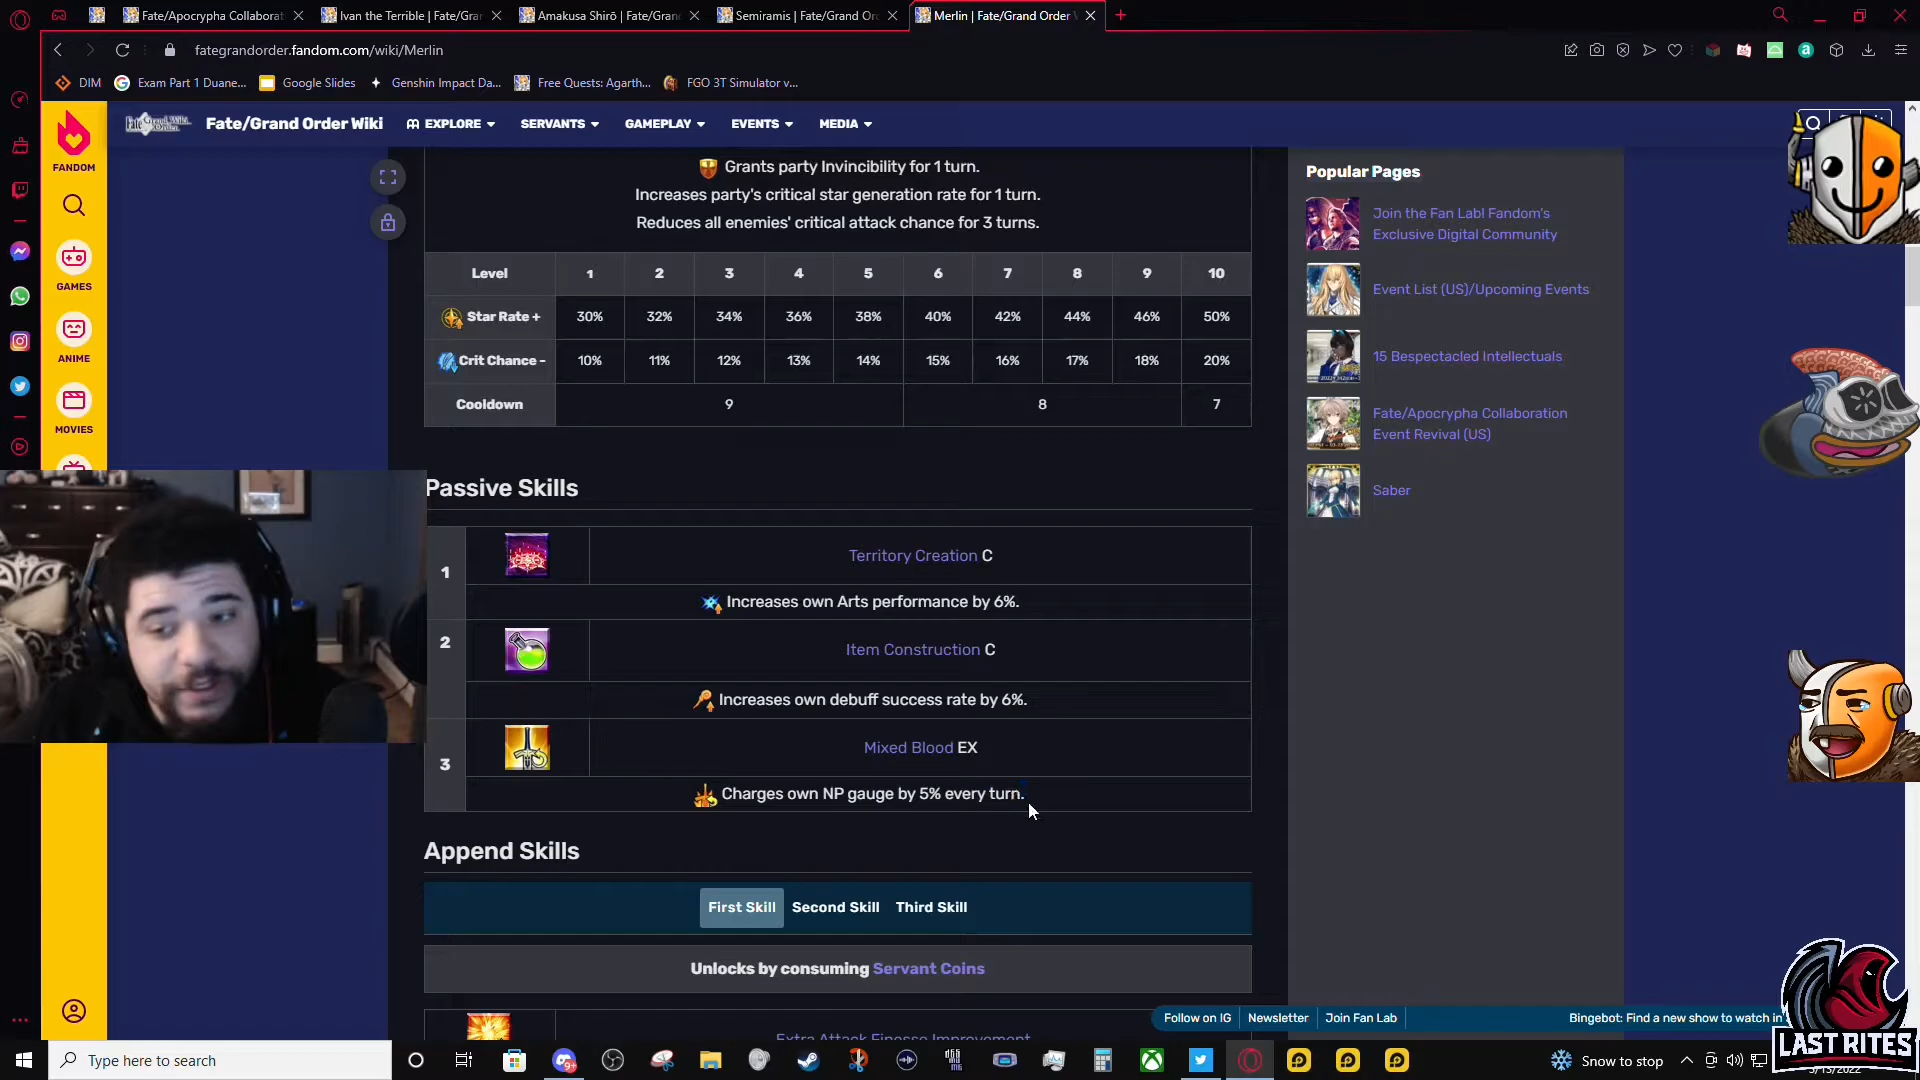 Fate/Apocrypha Collaborat
Ivan the Terrible | Fate/Gra
Amakusa Shirō | Fate/Gran
Semiramis | Fate/Grand Or
Merlin | Fate/Grand Order
fategrandorder.fandom.com/wiki/Merlin
DIM
Exam Part 1 Duane...
Google Slides
Genshin Impact Da...
Free Quests: Agarth...
FGO 3T Simulator v...
Fate/Grand Order Wiki
EXPLORE
SERVANTS
GAMEPLAY
EVENTS
MEDIA
FANDOM
GAMES
ANIME
MOVIES
Grants party Invincibility for 1 turn.
Increases party's critical star generation rate for 1 turn.
Reduces all enemies' critical attack chance for 3 turns.
Level 1 2 3 4 5 6 7 8 9 10
Star Rate + 30% 32% 34% 36% 38% 40% 42% 44% 46% 50%
Crit Chance - 10% 11% 12% 13% 14% 15% 16% 17% 18% 20%
Cooldown 9 8 7
Passive Skills
1 Territory Creation C
Increases own Arts performance by 6%.
2 Item Construction C
Increases own debuff success rate by 6%.
3 Mixed Blood EX
Charges own NP gauge by 5% every turn.
Append Skills
First Skill Second Skill Third Skill
Unlocks by consuming Servant Coins
Extra Attack Finesse Improvement
Popular Pages
Join the Fan Lab! Fandom's
Exclusive Digital Community
Event List (US)/Upcoming Events
15 Bespectacled Intellectuals
Fate/Apocrypha Collaboration
Event Revival (US)
Saber
Follow on IG
Newsletter
Join Fan Lab
Bingebot: Find a new show to watch in
LAST RITES
Type here to search
9+
Snow to stop